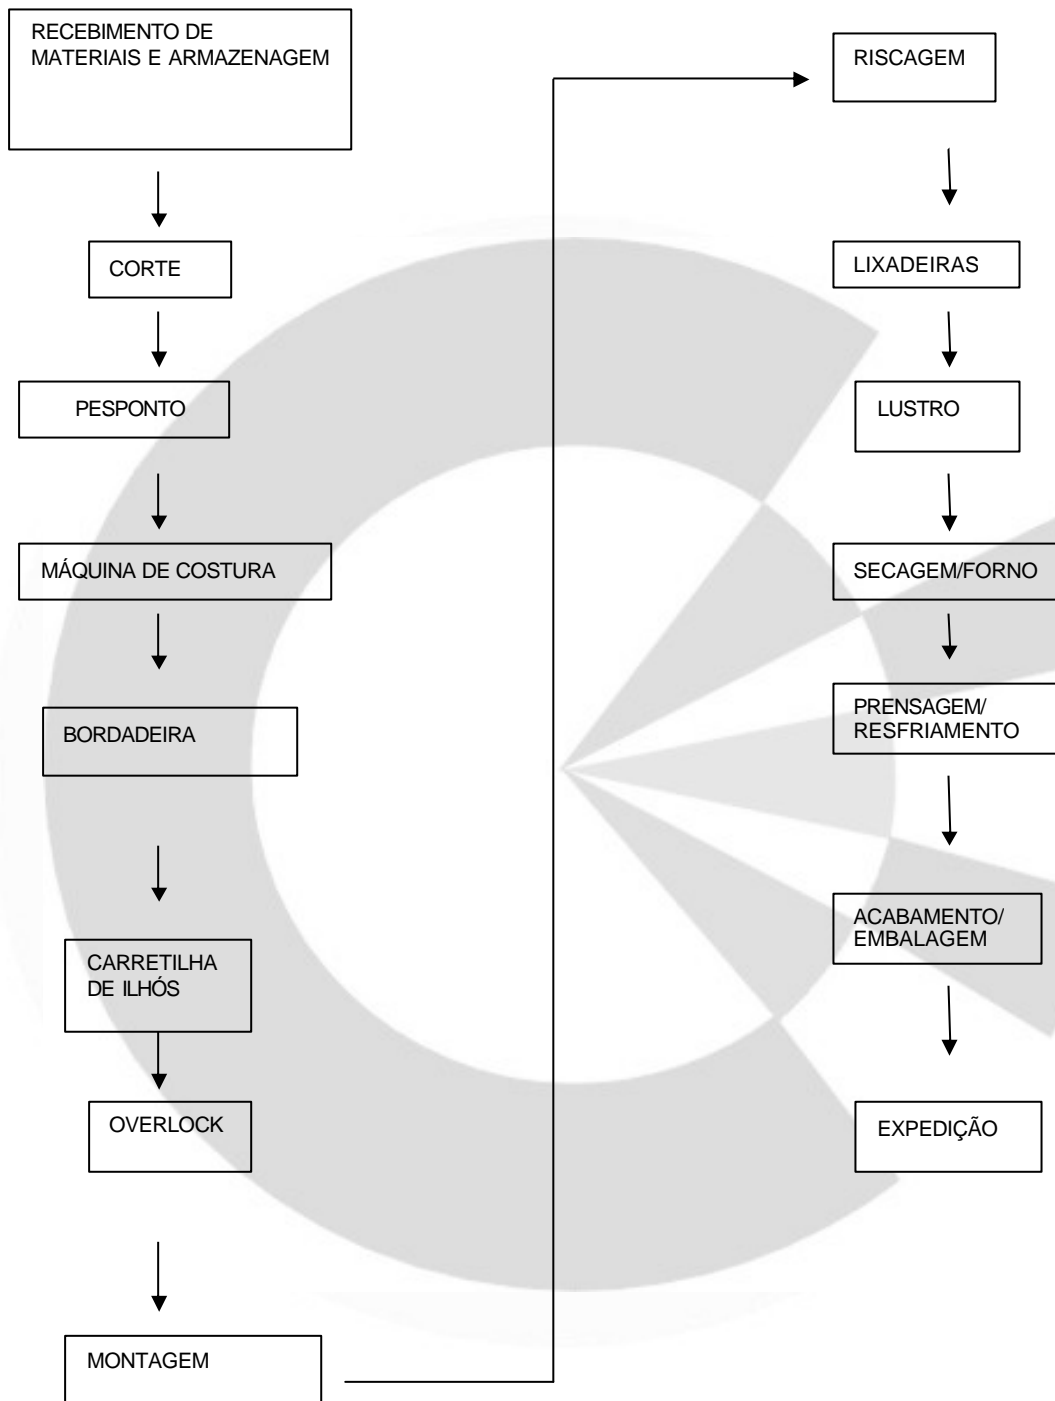 RECEBIMENTO DE
MATERIAIS E ARMAZENAGEM
CORTE
PESPONTO
MÁQUINA DE COSTURA
BORDADEIRA
CARRETILHA
DE ILHÓS
OVERLOCK
MONTAGEM
RISCAGEM
LIXADEIRAS
LUSTRO
SECAGEM/FORNO
PRENSAGEM/
RESFRIAMENTO
ACABAMENTO/
EMBALAGEM
EXPEDIÇÃO